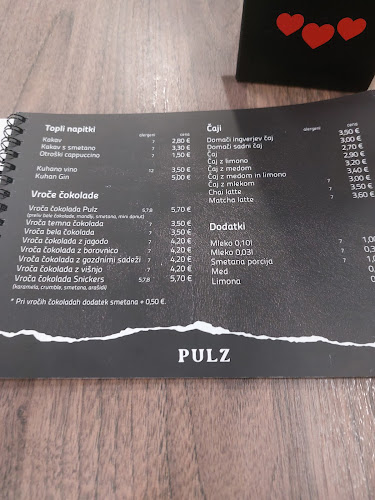 Topli napitki alergeni cena
Kakav 7 2,80 €
Kakav s smetano 7 3,30 €
Otroški cappuccino 7 1,50 €
Kuhano vino 12 3,50 €
Kuhan Gin 5,00 €
Vroče čokolade
Vroča čokolada Pulz 5,7,8 5,70 €
(preliv bele čokolade, mandlji, smetana, mini donut)
Vroča temna čokolada 7 3,50 €
Vroča bela čokolada 7 3,50 €
Vroča čokolada z jagodo 7 4,20 €
Vroča čokolada z borovnico 7 4,20 €
Vroča čokolada z gozdnimi sadeži 7 4,20 €
Vroča čokolada z višnjo 7 4,20 €
Vroča čokolada Snickers 5,7,8 5,70 €
(karamela, crumble, smetana, arašidi)
* Pri vročih čokoladah dodatek smetana + 0,50 €.
Čaji alergeni cena
Domači ingverjev čaj 3,50 €
Domači sadni čaj 3,00 €
Čaj 2,70 €
Čaj z limono 2,90 €
Čaj z medom 3,20 €
Čaj z medom in limono 3,40 €
Čaj z mlekom 7 3,00 €
Chai latte 7 3,50 €
Matcha latte 7 3,60 €
Dodatki
Mleko 0,10l 7
Mleko 0,03l 7
Smetana porcija 7
Med
Limona
PULZ